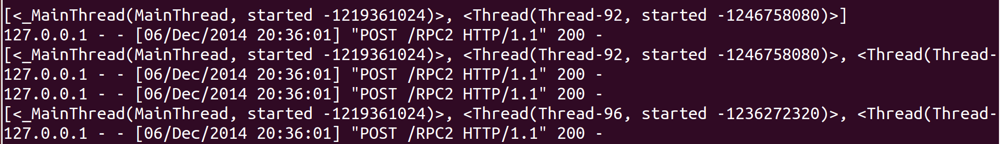 [<_MainThread(MainThread, started -1219361024)>, <Thread(Thread-92, started -1246758080)>]
127.0.0.1 - - [06/Dec/2014 20:36:01] "POST /RPC2 HTTP/1.1" 200 -
[<_MainThread(MainThread, started -1219361024)>, <Thread(Thread-92, started -1246758080)>, <Thread(Thread-
127.0.0.1 - - [06/Dec/2014 20:36:01] "POST /RPC2 HTTP/1.1" 200 -
127.0.0.1 - - [06/Dec/2014 20:36:01] "POST /RPC2 HTTP/1.1" 200 -
[<_MainThread(MainThread, started -1219361024)>, <Thread(Thread-96, started -1236272320)>, <Thread(Thread-
127.0.0.1 - - [06/Dec/2014 20:36:01] "POST /RPC2 HTTP/1.1" 200 -